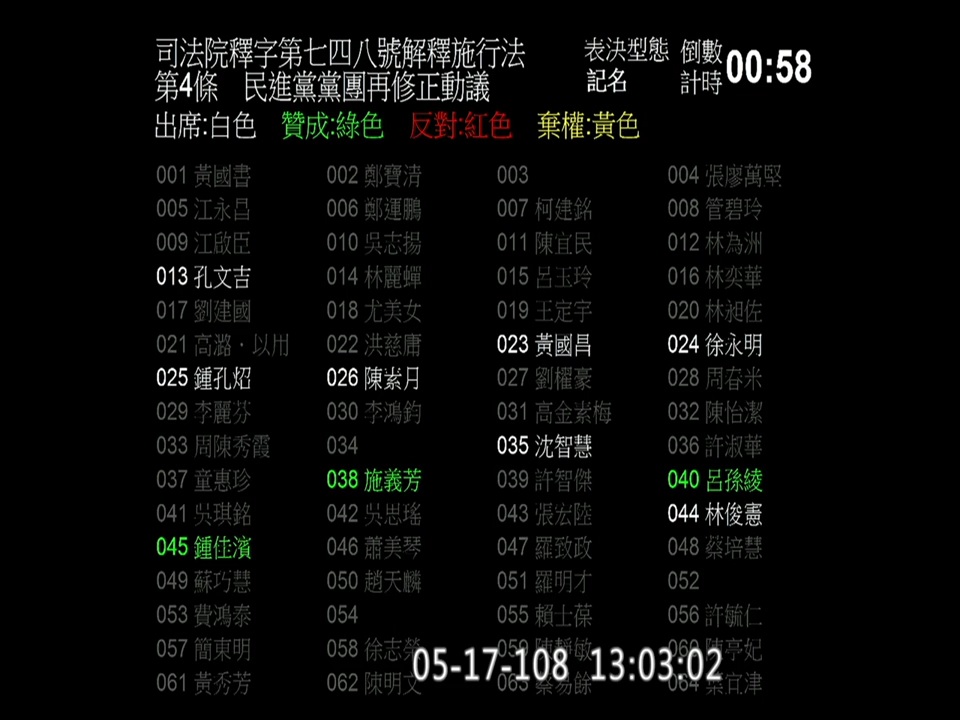 司法院釋字第七四八號解釋施行法
第4條　民進黨黨團再修正動議
表決型態
記名
倒數
計時
00:58
出席:白色 贊成:綠色 反對:紅色 棄權:黃色
001 黃國書 002 鄭寶清 003 004 張廖萬堅
005 江永昌 006 鄭運鵬 007 柯建銘 008 管碧玲
009 江啟臣 010 吳志揚 011 陳宜民 012 林為洲
013 孔文吉 014 林麗蟬 015 呂玉玲 016 林奕華
017 劉建國 018 尤美女 019 王定宇 020 林昶佐
021 高潞．以用 022 洪慈庸 023 黃國昌 024 徐永明
025 鍾孔炤 026 陳素月 027 劉櫂豪 028 周春米
029 李麗芬 030 李鴻鈞 031 高金素梅 032 陳怡潔
033 周陳秀霞 034 035 沈智慧 036 許淑華
037 童惠珍 038 施義芳 039 許智傑 040 呂孫綾
041 吳琪銘 042 吳思瑤 043 張宏陸 044 林俊憲
045 鍾佳濱 046 蕭美琴 047 羅致政 048 蔡培慧
049 蘇巧慧 050 趙天麟 051 羅明才 052
053 費鴻泰 054 055 賴士葆 056 許毓仁
057 簡東明 058 徐志榮 059 陳靜敏 060 陳亭妃
061 黃秀芳 062 陳明文 063 蔡易餘 064 葉宜津
05-17-108 13:03:02